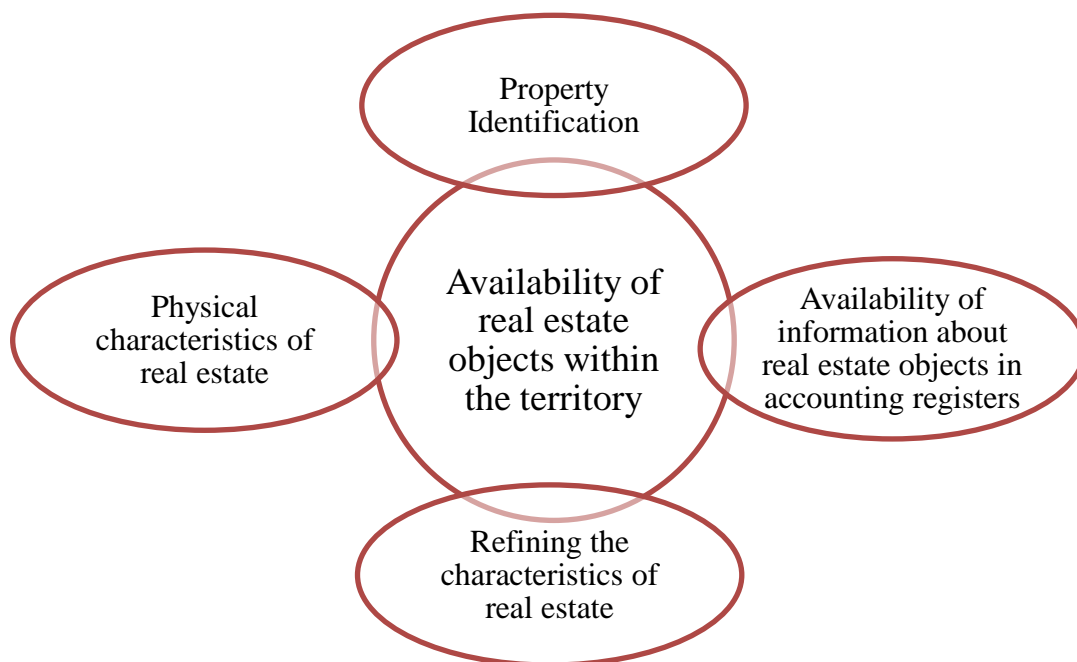 Property
Identification
Physical
characteristics of
real estate
Availability of
real estate
objects within
the territory
Availability of
information about
real estate objects in
accounting registers
Refining the
characteristics of
real estate